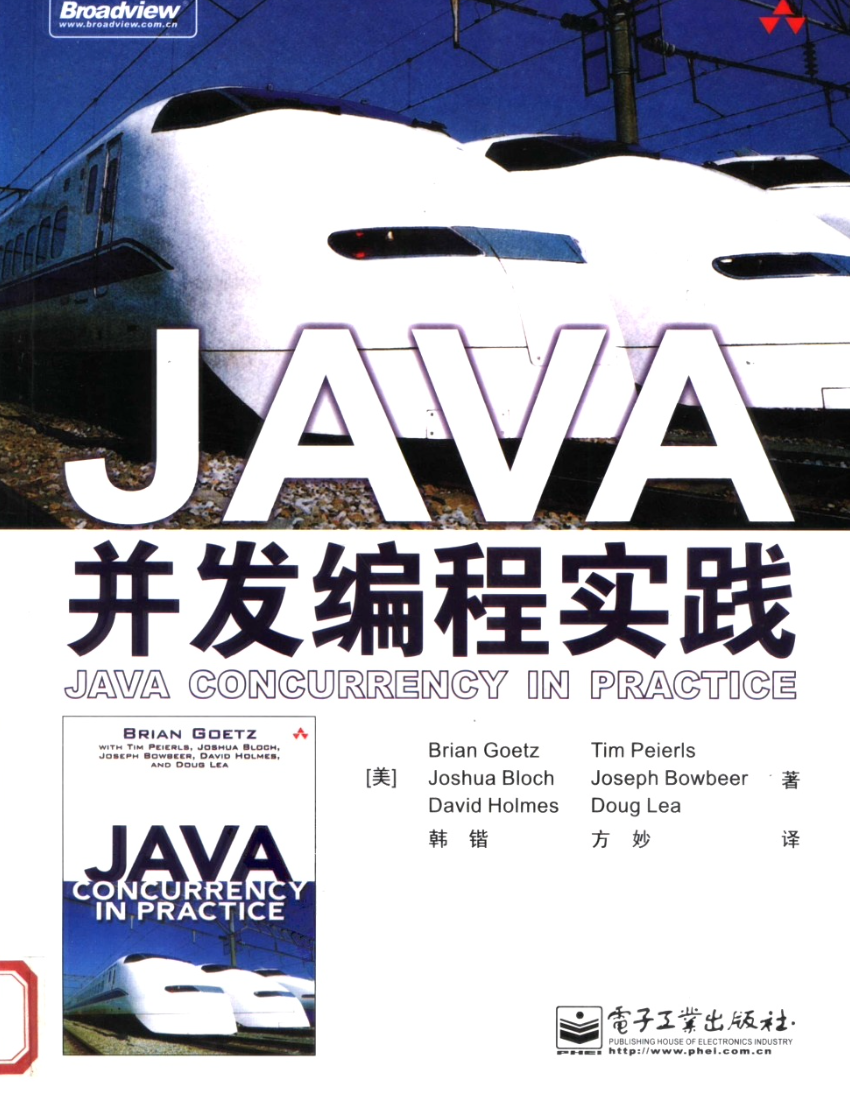 Broadview
www.broadview.com.cn
JAVA
并发编程实践
JAVA CONCURRENCY IN PRACTICE
BRIAN GOETZ
WITH TIM PEIERLS, JOSHUA BLOCH,
JOSEPH BOWBEER, DAVID HOLMES,
AND DOUG LEA
JAVA
CONCURRENCY
IN PRACTICE
[美] Brian Goetz Tim Peierls
Joshua Bloch Joseph Bowbeer 著
David Holmes Doug Lea
韩 锴 方 妙 译
電子工業出版社·
PUBLISHING HOUSE OF ELECTRONICS INDUSTRY
PHEI http://www.phei.com.cn